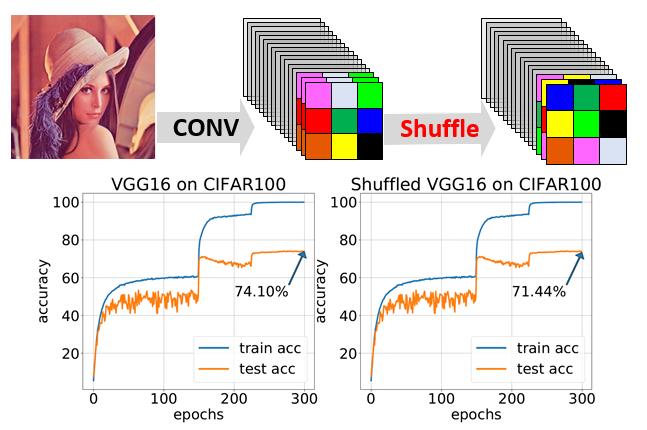 CONV
Shuffle
VGG16 on CIFAR100
100
80
60
40
20
accuracy
74.10%
train acc
test acc
0
100
200
300
epochs
Shuffled VGG16 on CIFAR100
100
80
60
40
20
accuracy
71.44%
train acc
test acc
0
100
200
300
epochs